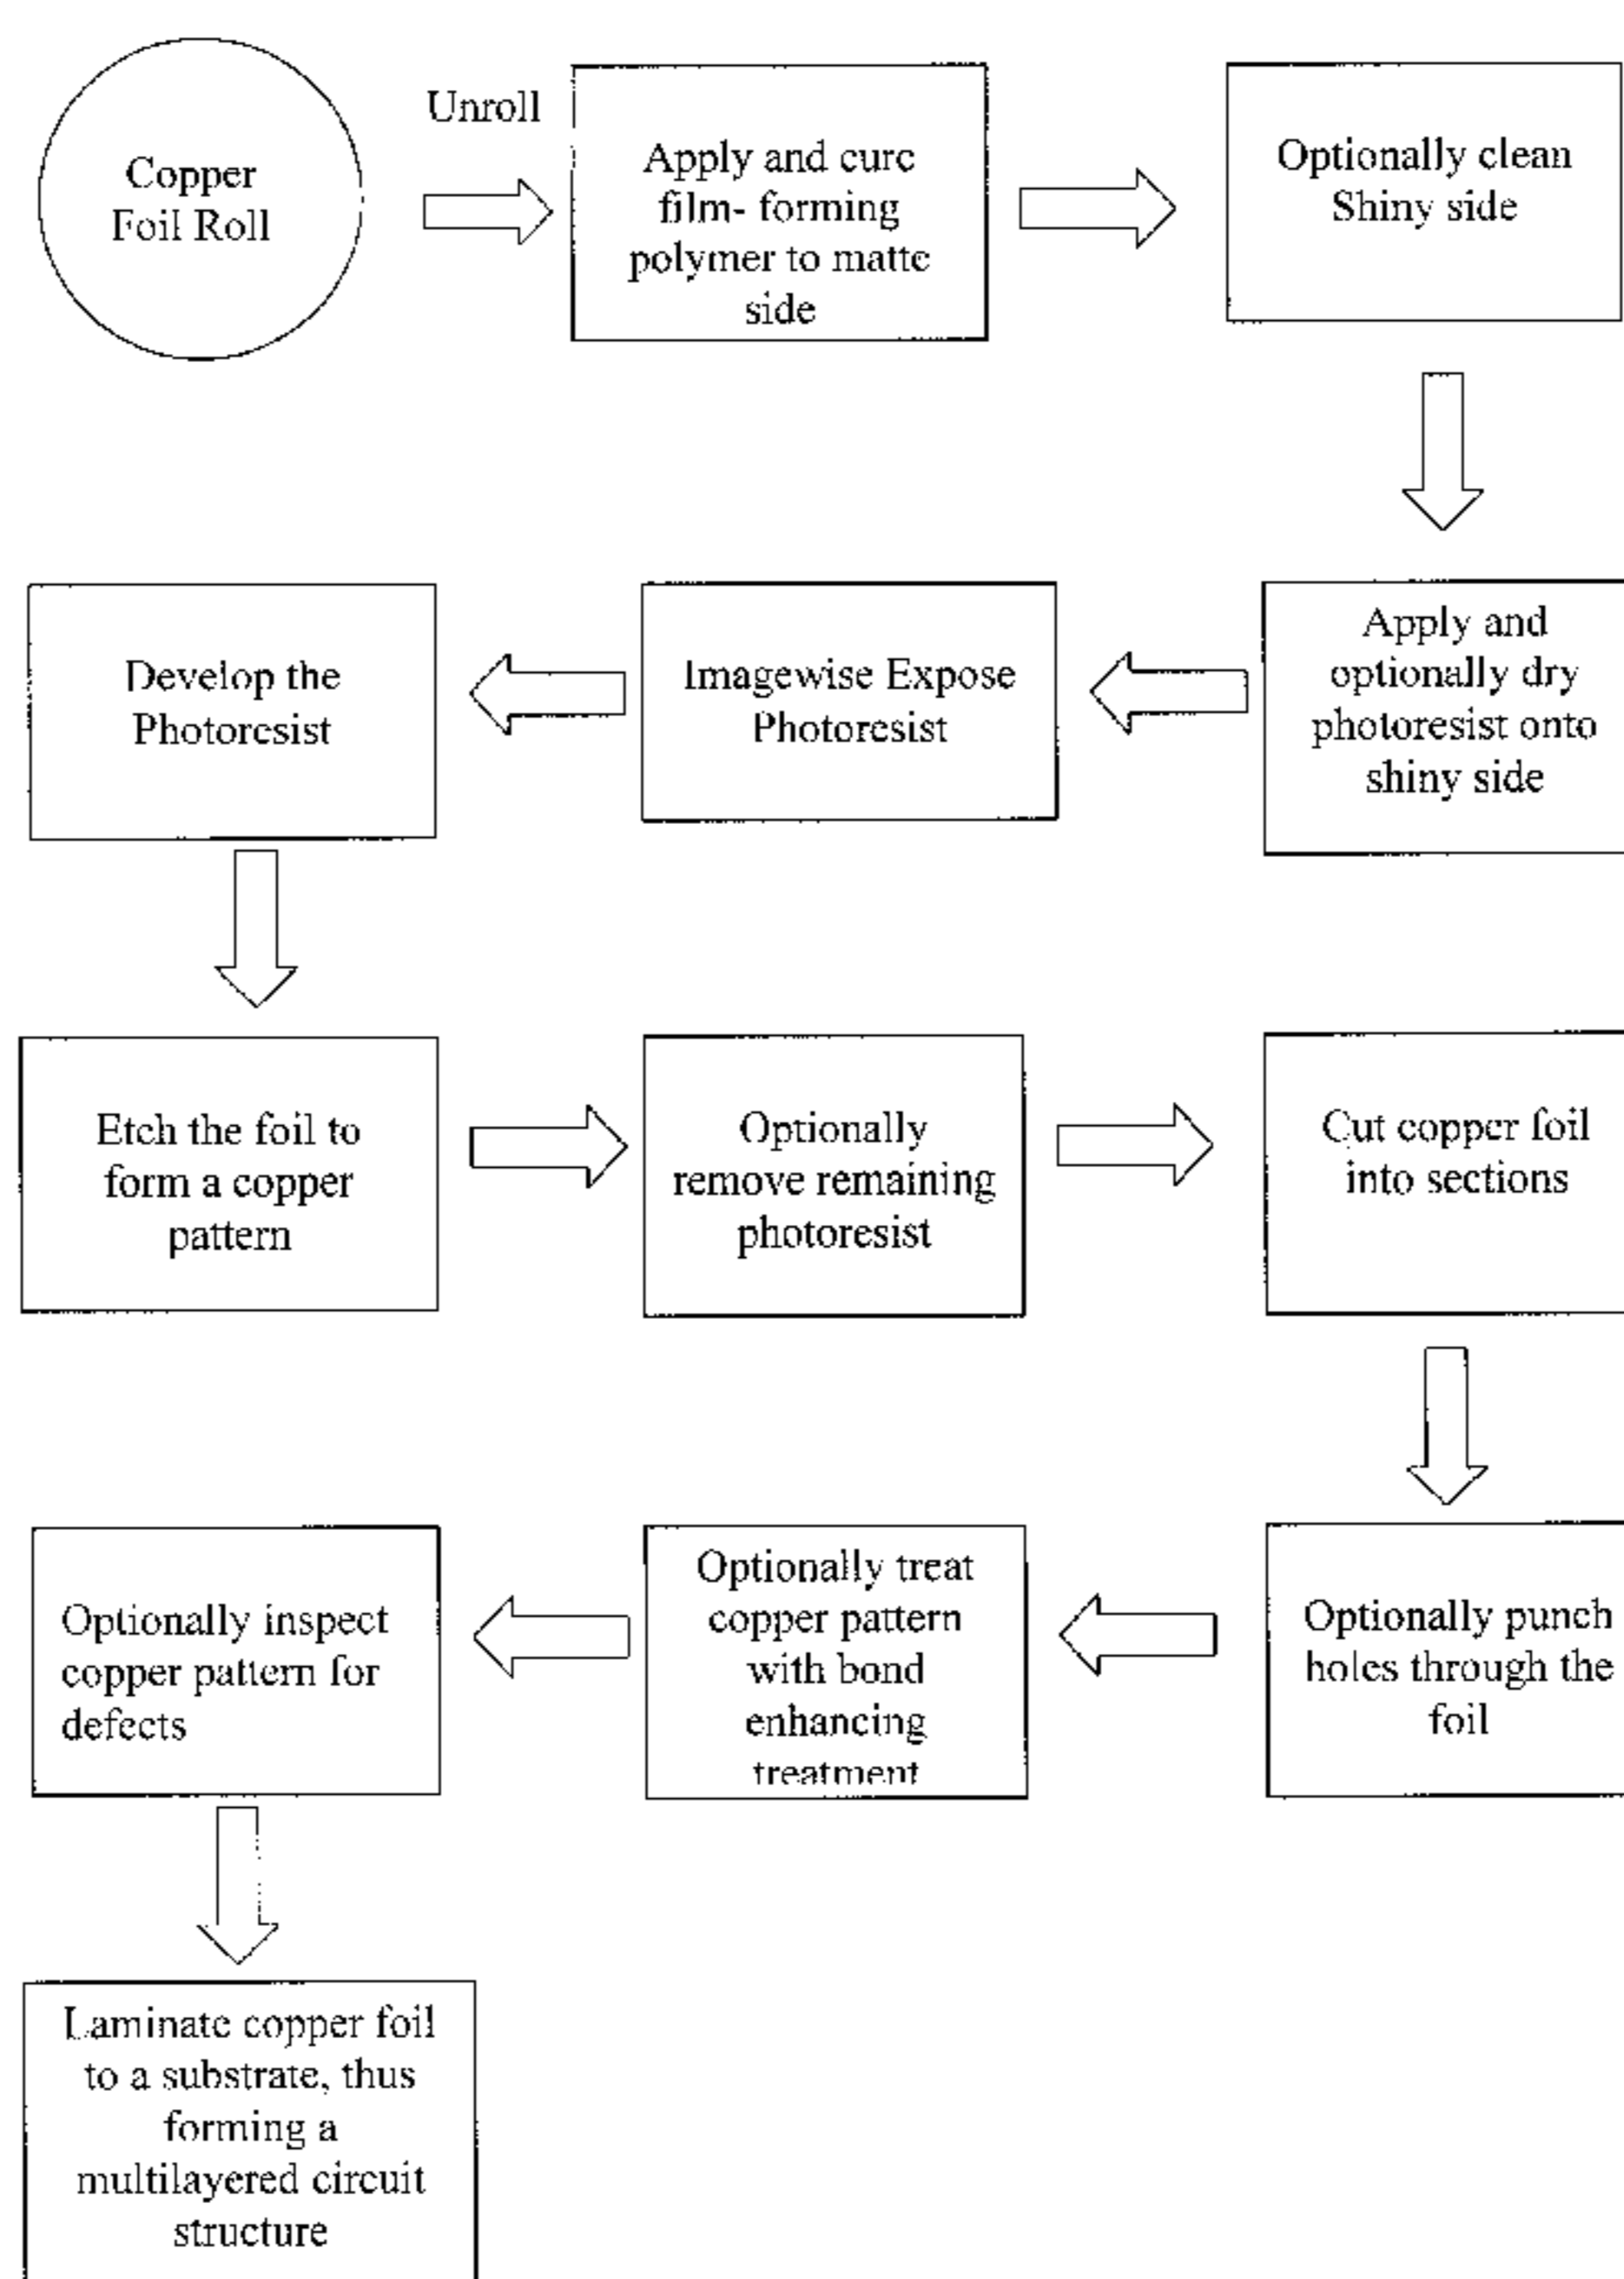 Copper
Foil Roll
Unroll
Apply and cure
film- forming
polymer to matte
side
Optionally clean
Shiny side
Apply and
optionally dry
photoresist onto
shiny side
Imagewise Expose
Photoresist
Develop the
Photoresist
Etch the foil to
form a copper
pattern
Optionally
remove remaining
photoresist
Cut copper foil
into sections
Optionally punch
holes through the
foil
Optionally treat
copper pattern
with bond
enhancing
treatment
Optionally inspect
copper pattern for
defects
Laminate copper foil
to a substrate, thus
forming a
multilayered circuit
structure